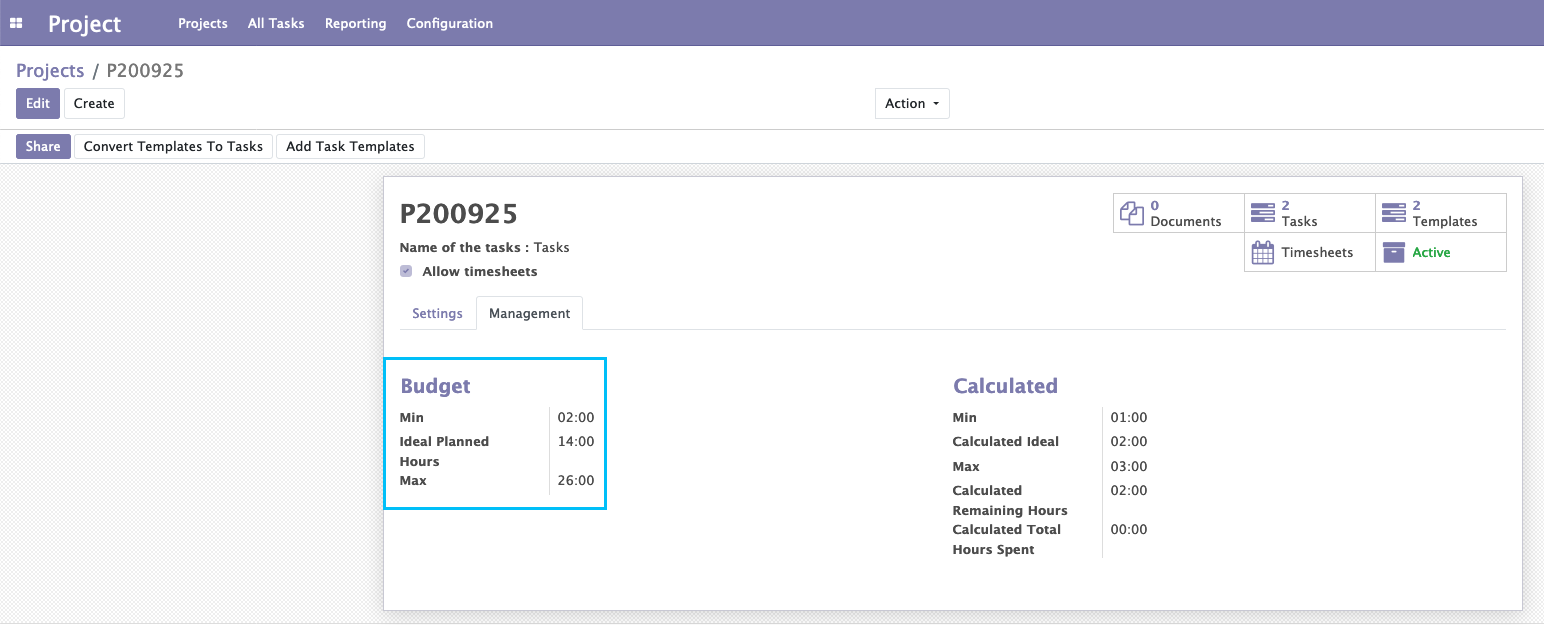 Project Projects All Tasks Reporting Configuration
Projects / P200925
Edit Create Action
Share Convert Templates To Tasks Add Task Templates
P200925
0 Documents
2 Tasks
2 Templates
Timesheets
Active
Name of the tasks : Tasks
Allow timesheets
Settings Management
Budget
Min 02:00
Ideal Planned 14:00
Hours
Max 26:00
Calculated
Min 01:00
Calculated Ideal 02:00
Max 03:00
Calculated 02:00
Remaining Hours
Calculated Total 00:00
Hours Spent